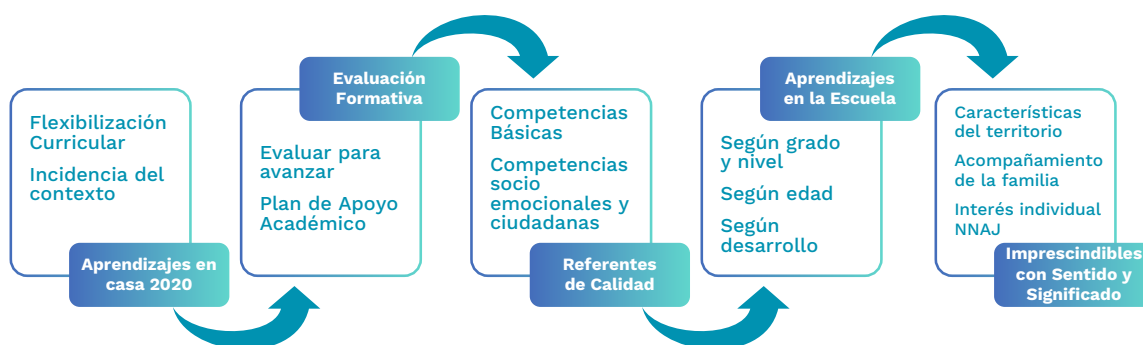 Flexibilización
Curricular
Incidencia del
contexto
Aprendizajes en
casa 2020
Evaluación
Formativa
Evaluar para
avanzar
Plan de Apoyo
Académico
Competencias
Básicas
Competencias
socio
emocionales y
ciudadanas
Referentes
de Calidad
Aprendizajes
en la Escuela
Según grado
y nivel
Según edad
Según
desarrollo
Características
del territorio
Acompañamiento
de la familia
Interés individual
NNAJ
Imprescindibles
con Sentido y
Significado